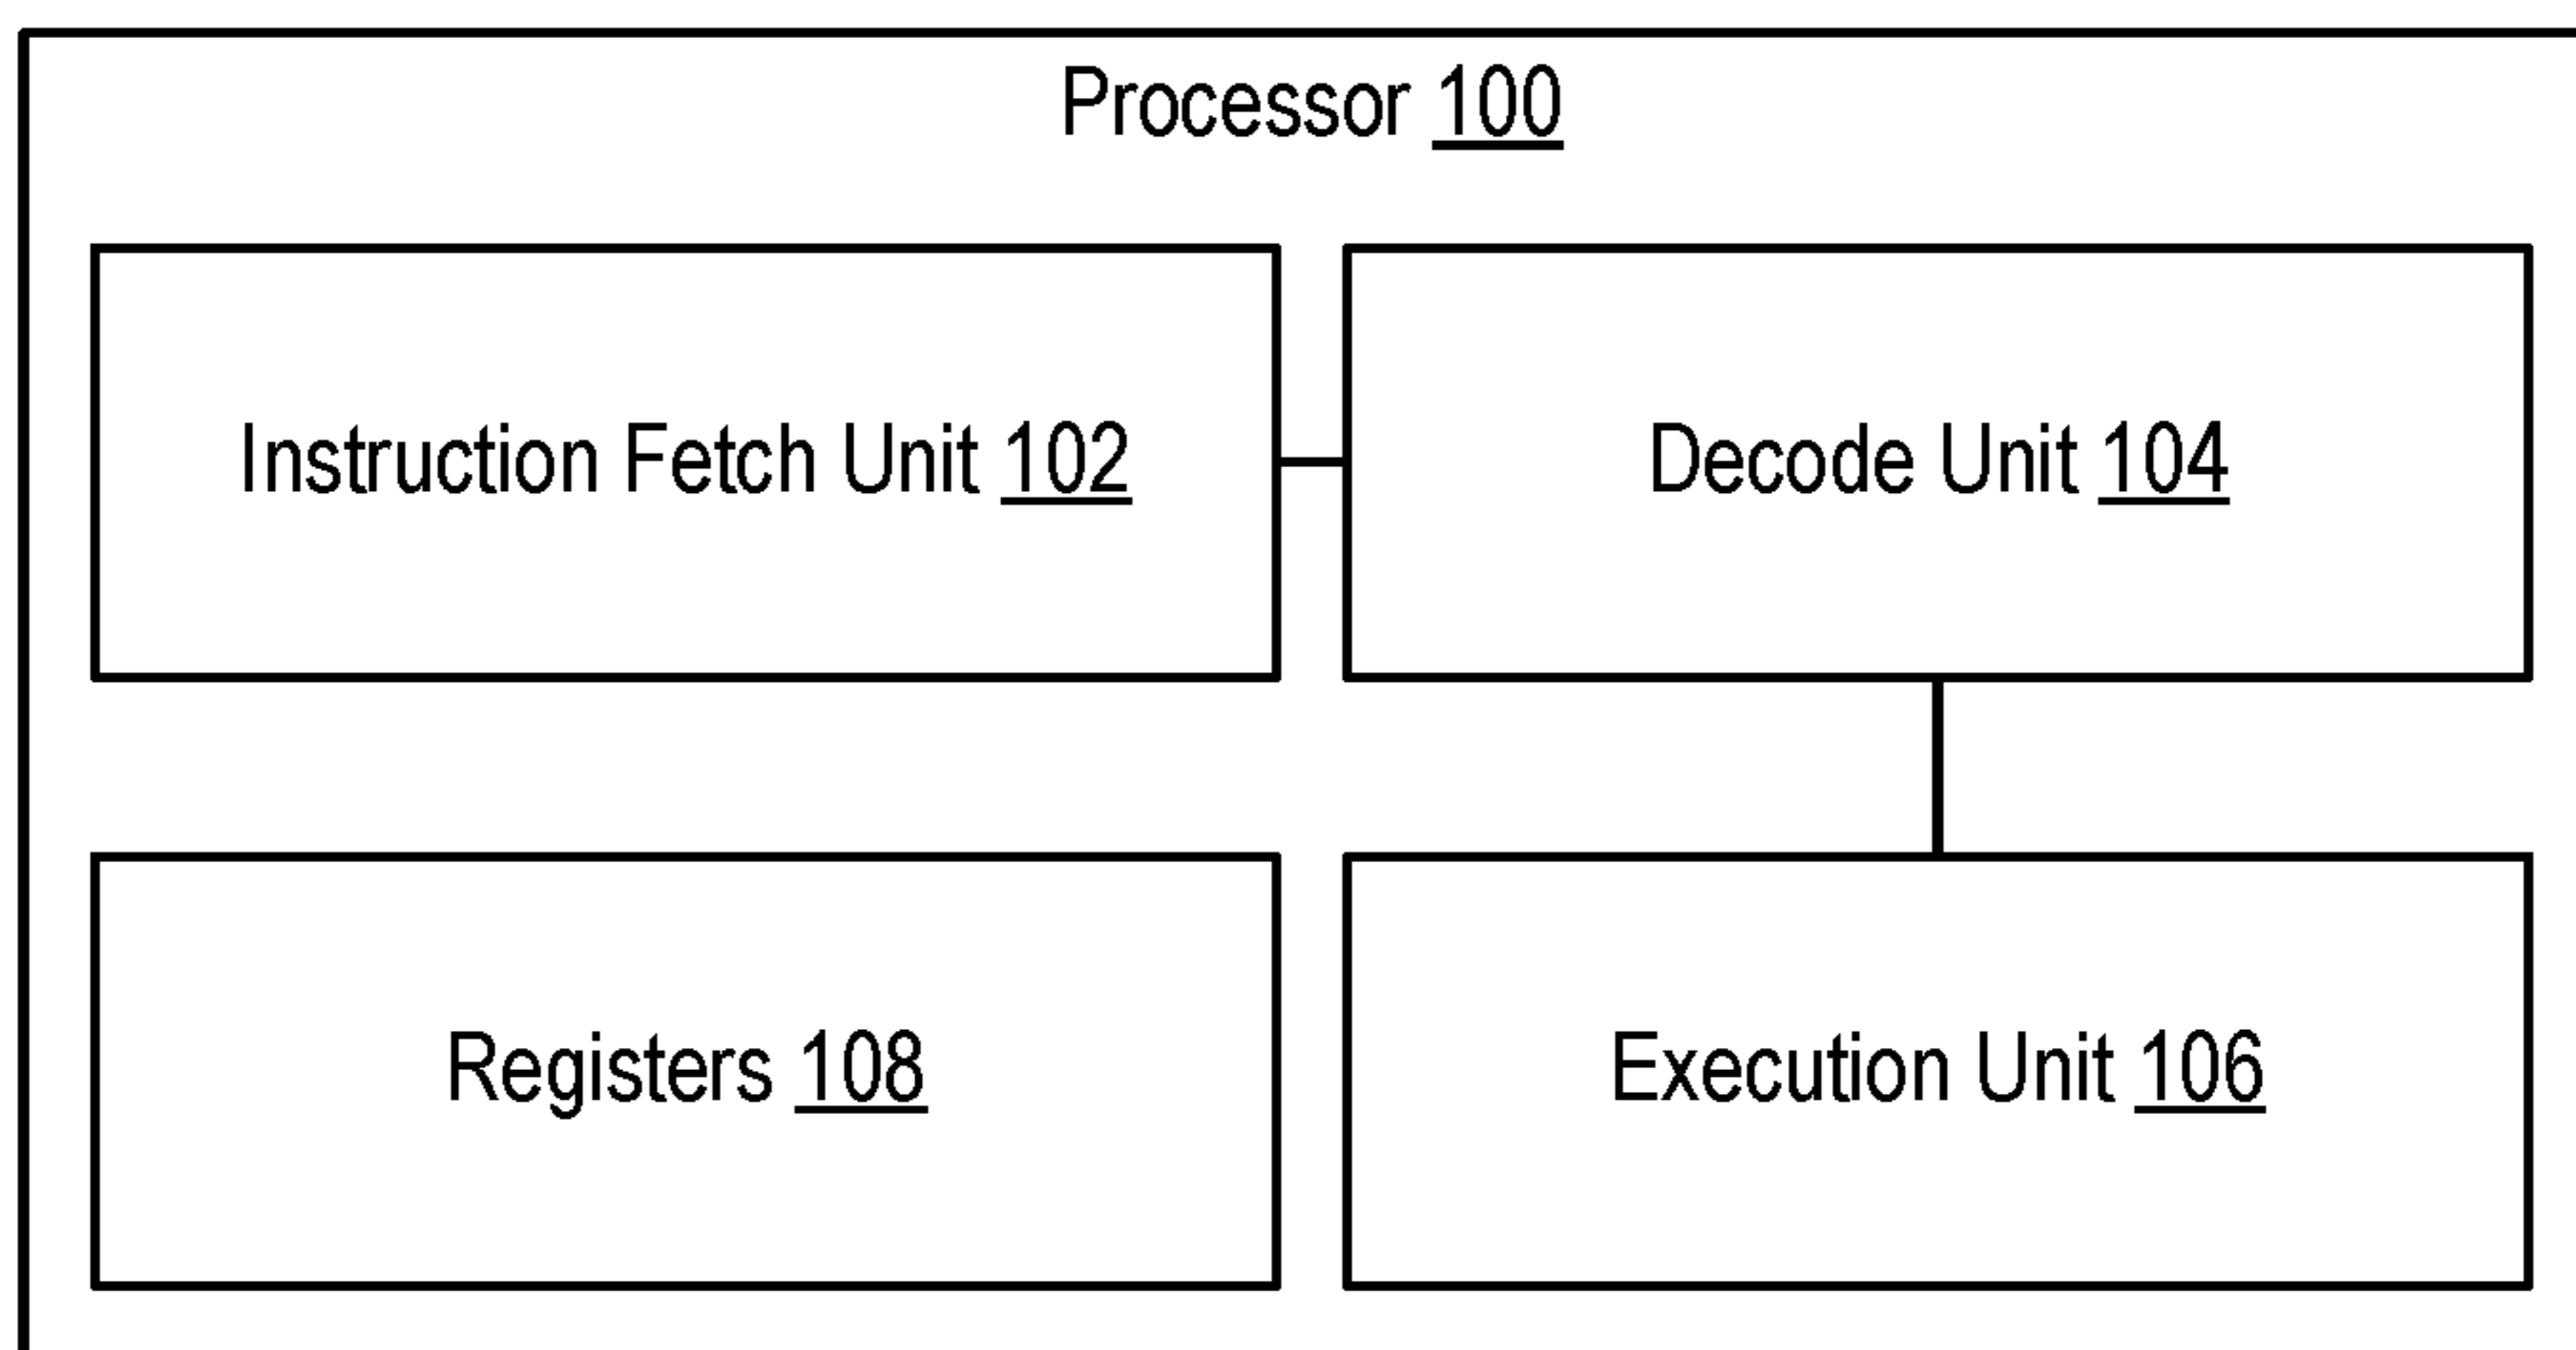 Processor 100
Instruction Fetch Unit 102
Decode Unit 104
Registers 108
Execution Unit 106